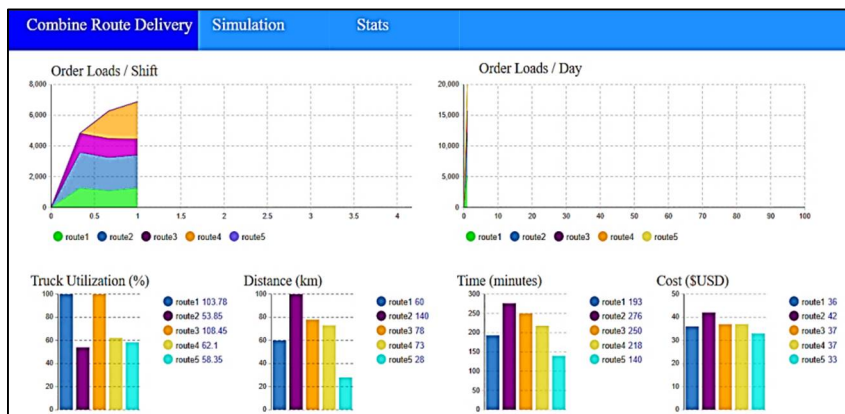 Combine Route Delivery Simulation Stats
Order Loads / Shift
8,000
6,000
4,000
2,000
0
0 0.5 1 1.5 2 2.5 3 3.5 4
route1 route2 route3 route4 route5
Order Loads / Day
20,000
15,000
10,000
5,000
0
0 10 20 30 40 50 60 70 80 90 100
route1 route2 route3 route4 route5
Truck Utilization (%)
100
80
60
40
20
0
route1 103.78
route2 53.85
route3 108.45
route4 62.1
route5 58.35
Distance (km)
100
80
60
40
20
0
route1 60
route2 140
route3 78
route4 73
route5 28
Time (minutes)
300
250
200
150
100
50
0
route1 193
route2 276
route3 250
route4 218
route5 140
Cost ($USD)
50
40
30
20
10
0
route1 36
route2 42
route3 37
route4 37
route5 33